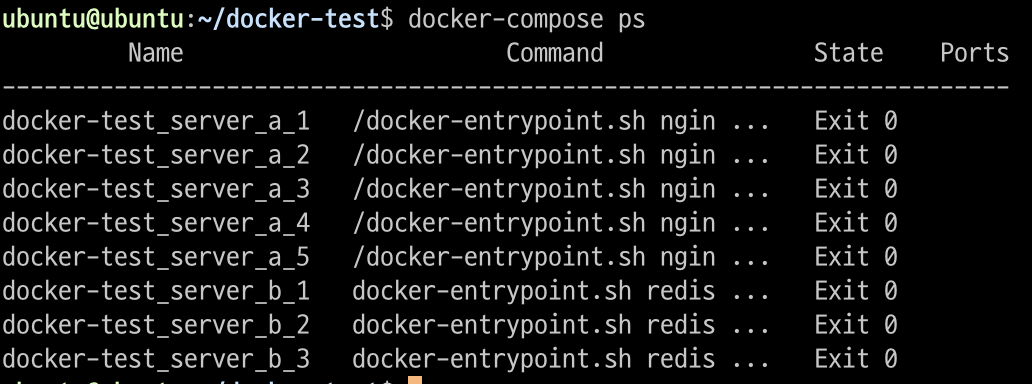 ubuntu@ubuntu:~/docker-test$ docker-compose ps
Name Command State Ports
------------------------------------------------------------------------
docker-test_server_a_1 /docker-entrypoint.sh ngin ... Exit 0
docker-test_server_a_2 /docker-entrypoint.sh ngin ... Exit 0
docker-test_server_a_3 /docker-entrypoint.sh ngin ... Exit 0
docker-test_server_a_4 /docker-entrypoint.sh ngin ... Exit 0
docker-test_server_a_5 /docker-entrypoint.sh ngin ... Exit 0
docker-test_server_b_1 docker-entrypoint.sh redis ... Exit 0
docker-test_server_b_2 docker-entrypoint.sh redis ... Exit 0
docker-test_server_b_3 docker-entrypoint.sh redis ... Exit 0